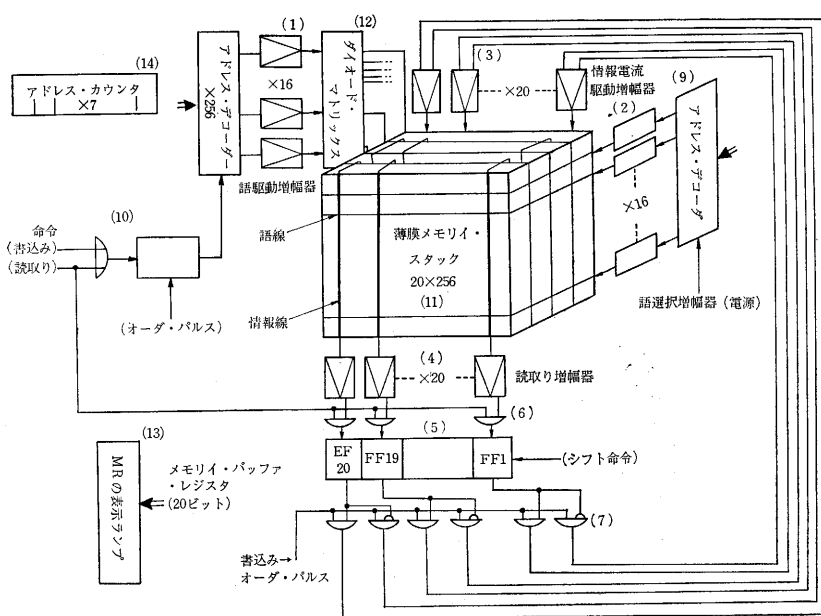 (1)
(12)
(14)
アドレス・カウンタ
×7
アドレス・デコーダー
×256
×16
ダイオード・
マトリックス
語駆動増幅器
(3)
×20
情報電流
駆動増幅器
(9)
(2)
アドレス・デコーダ
×16
語選択増幅器(電源)
(10)
命令
(書込み)
(読取り)
(オーダ・パルス)
語線
情報線
薄膜メモリイ・
スタック
20×256
(11)
(4)
×20
読取り増幅器
(6)
(5)
EF
20
FF19
FF1
(シフト命令)
(13)
MRの表示ランプ
メモリイ・バッファ・
レジスタ
(20ビット)
(7)
書込み→
オーダ・パルス